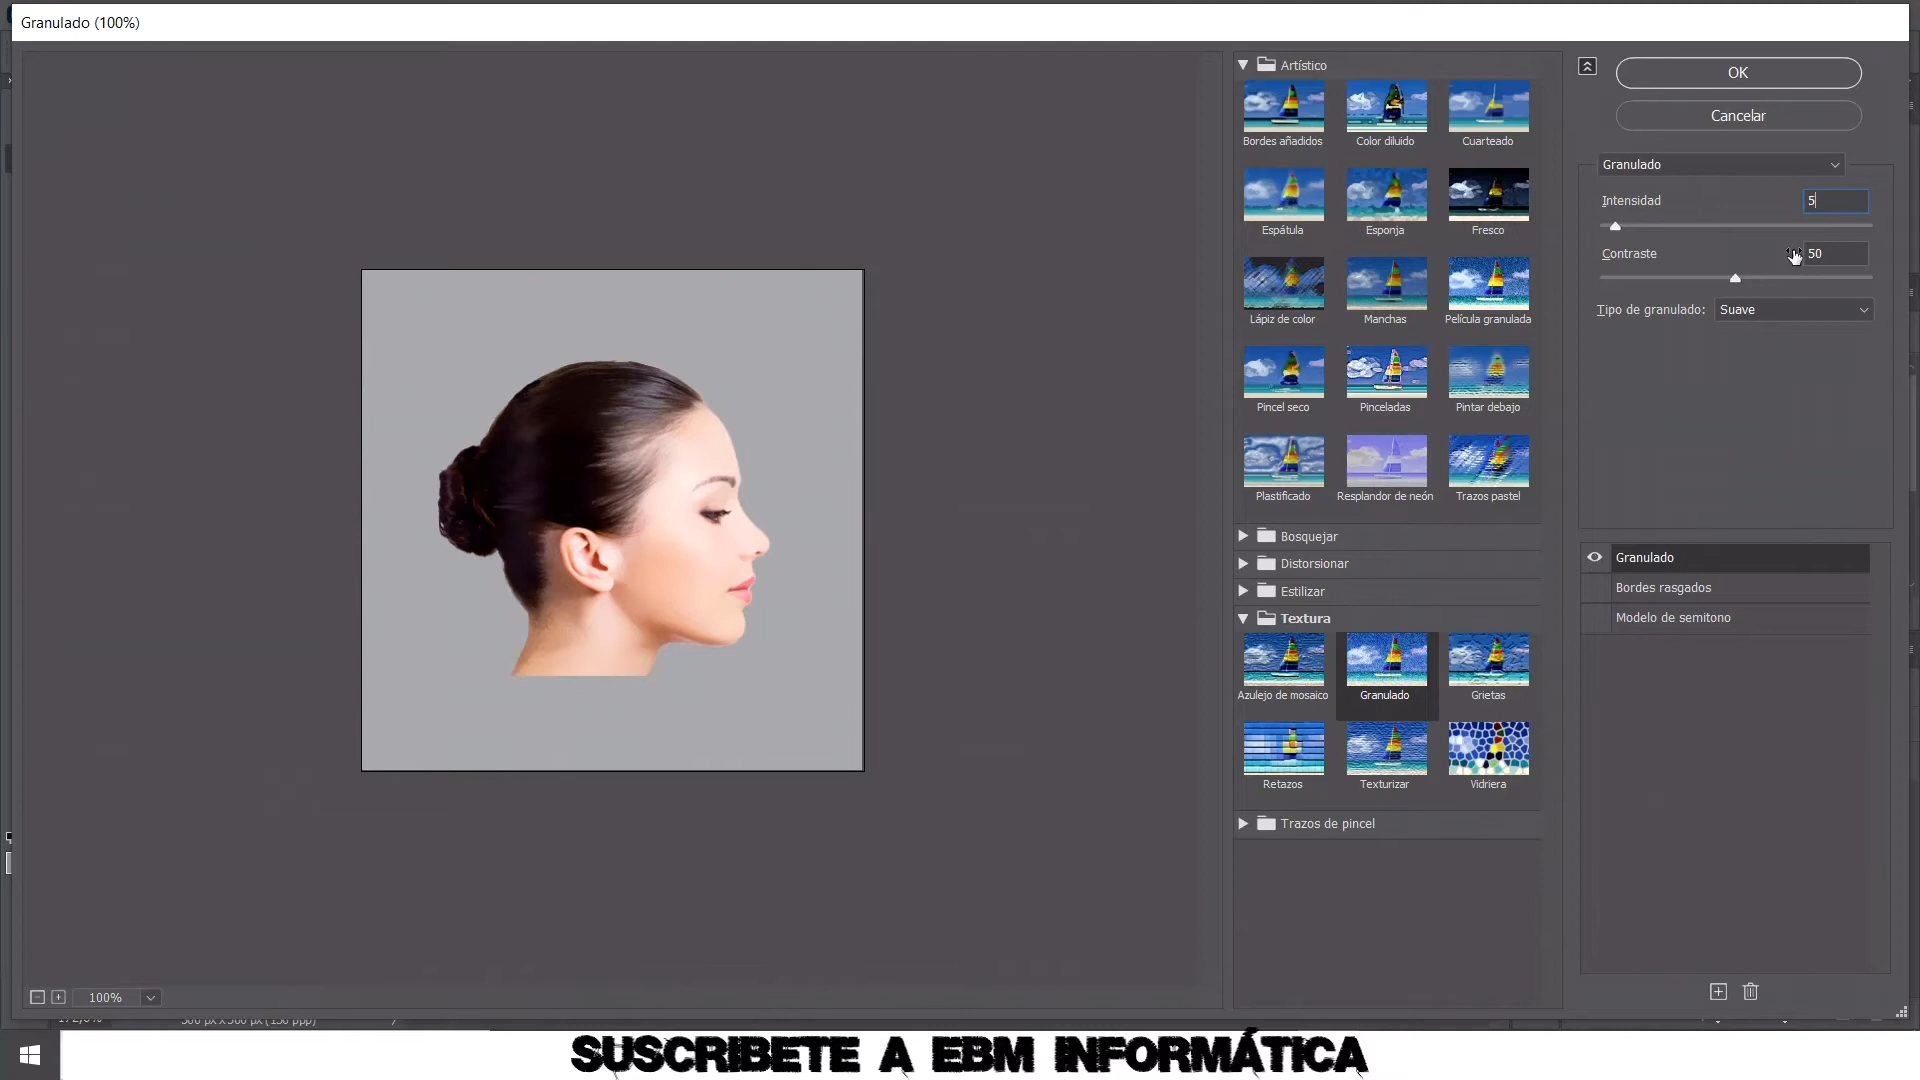 Granulado (100%)
Artístico
Bordes añadidos
Color diluido
Cuarteado
Espátula
Esponja
Fresco
Lápiz de color
Manchas
Película granulada
Pincel seco
Pinceladas
Pintar debajo
Plastificado
Resplandor de neón
Trazos pastel
Bosquejar
Distorsionar
Estilizar
Textura
Azulejo de mosaico
Granulado
Grietas
Retazos
Texturizar
Vidriera
Trazos de pincel
OK
Cancelar
Granulado
Intensidad 5
Contraste 50
Tipo de granulado: Suave
Granulado
Bordes rasgados
Modelo de semitono
100%
SUSCRIBETE A EBM INFORMÁTICA